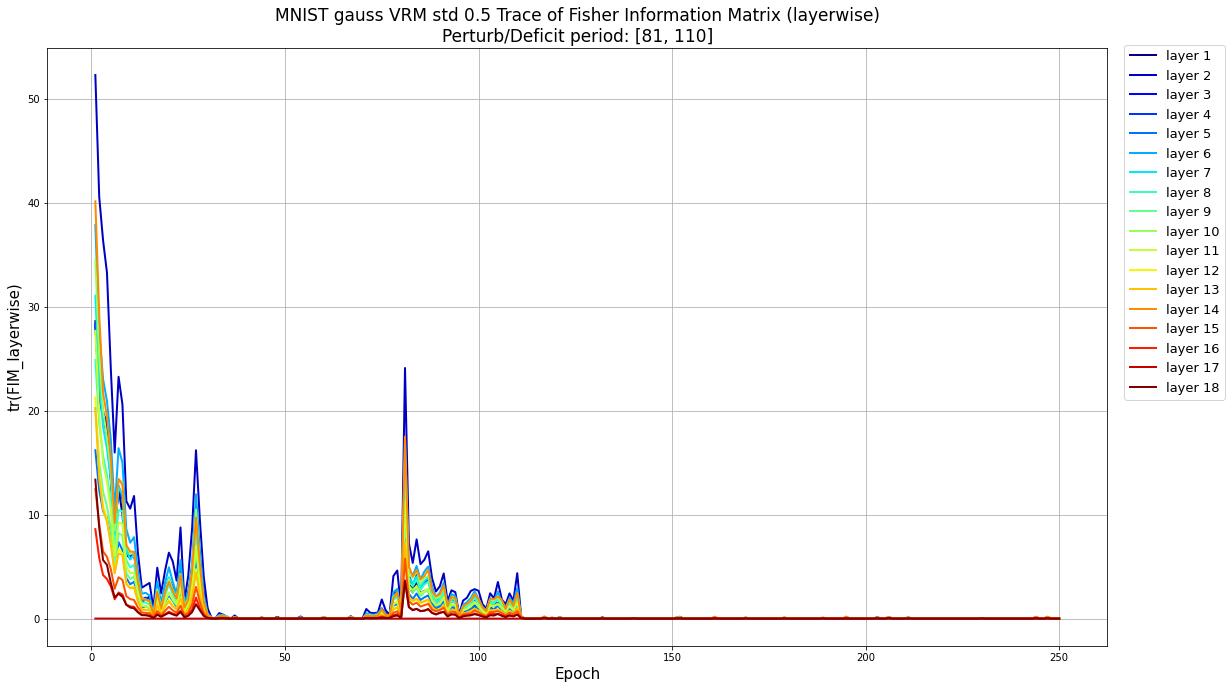 MNIST gauss VRM std 0.5 Trace of Fisher Information Matrix (layerwise)
Perturb/Deficit period: [81, 110]
tr(FIM_layerwise)
50
40
30
20
10
0
0
50
100
150
200
250
Epoch
layer 1
layer 2
layer 3
layer 4
layer 5
layer 6
layer 7
layer 8
layer 9
layer 10
layer 11
layer 12
layer 13
layer 14
layer 15
layer 16
layer 17
layer 18